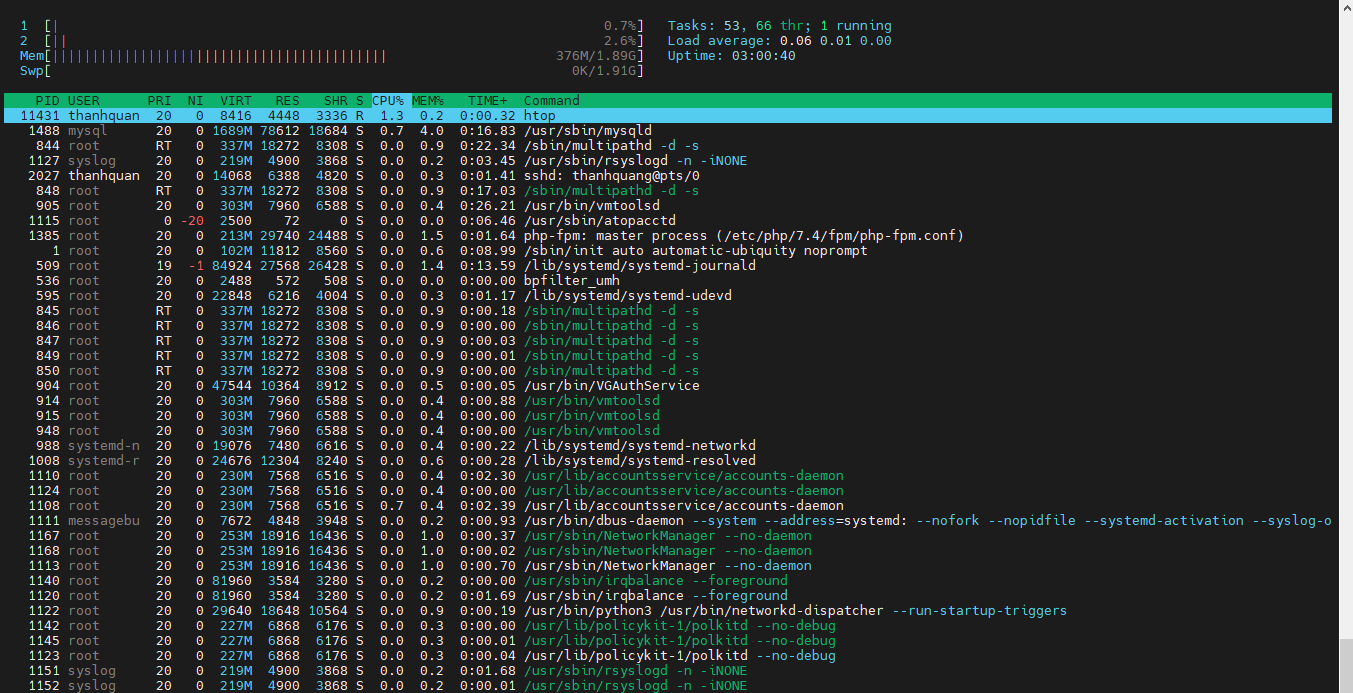 1 [| 0.7%] Tasks: 53, 66 thr; 1 running
2 [|| 2.6%] Load average: 0.06 0.01 0.00
Mem[|||||||||||||||||||||||||||||||||||||||||| 376M/1.89G] Uptime: 03:00:40
Swp[ 0K/1.91G]
PID USER PRI NI VIRT RES SHR S CPU% MEM% TIME+ Command
11431 thanhquan 20 0 8416 4448 3336 R 1.3 0.2 0:00.32 htop
1488 mysql 20 0 1689M 78612 18684 S 0.7 4.0 0:16.83 /usr/sbin/mysqld
844 root RT 0 337M 18272 8308 S 0.0 0.9 0:22.34 /sbin/multipathd -d -s
1127 syslog 20 0 219M 4900 3868 S 0.0 0.2 0:03.45 /usr/sbin/rsyslogd -n -iNONE
2027 thanhquan 20 0 14068 6388 4820 S 0.0 0.3 0:01.41 sshd: thanhquang@pts/0
848 root RT 0 337M 18272 8308 S 0.0 0.9 0:17.03 /sbin/multipathd -d -s
905 root 20 0 303M 7960 6588 S 0.0 0.4 0:26.21 /usr/bin/vmtoolsd
1115 root 0 -20 2500 72 0 S 0.0 0.0 0:06.46 /usr/sbin/atopacctd
1385 root 20 0 213M 29740 24488 S 0.0 1.5 0:01.64 php-fpm: master process (/etc/php/7.4/fpm/php-fpm.conf)
1 root 20 0 102M 11812 8560 S 0.0 0.6 0:08.99 /sbin/init auto automatic-ubiquity noprompt
509 root 19 -1 84924 27568 26428 S 0.0 1.4 0:13.59 /lib/systemd/systemd-journald
536 root 20 0 2488 572 508 S 0.0 0.0 0:00.00 bpfilter_umh
595 root 20 0 22848 6216 4004 S 0.0 0.3 0:01.17 /lib/systemd/systemd-udevd
845 root RT 0 337M 18272 8308 S 0.0 0.9 0:00.18 /sbin/multipathd -d -s
846 root RT 0 337M 18272 8308 S 0.0 0.9 0:00.00 /sbin/multipathd -d -s
847 root RT 0 337M 18272 8308 S 0.0 0.9 0:00.03 /sbin/multipathd -d -s
849 root RT 0 337M 18272 8308 S 0.0 0.9 0:00.01 /sbin/multipathd -d -s
850 root RT 0 337M 18272 8308 S 0.0 0.9 0:00.00 /sbin/multipathd -d -s
904 root 20 0 47544 10364 8912 S 0.0 0.5 0:00.05 /usr/bin/VGAuthService
914 root 20 0 303M 7960 6588 S 0.0 0.4 0:00.88 /usr/bin/vmtoolsd
915 root 20 0 303M 7960 6588 S 0.0 0.4 0:00.00 /usr/bin/vmtoolsd
948 root 20 0 303M 7960 6588 S 0.0 0.4 0:00.00 /usr/bin/vmtoolsd
988 systemd-n 20 0 19076 7480 6616 S 0.0 0.4 0:00.22 /lib/systemd/systemd-networkd
1008 systemd-r 20 0 24676 12304 8240 S 0.0 0.6 0:00.28 /lib/systemd/systemd-resolved
1110 root 20 0 230M 7568 6516 S 0.0 0.4 0:02.30 /usr/lib/accountsservice/accounts-daemon
1124 root 20 0 230M 7568 6516 S 0.0 0.4 0:00.00 /usr/lib/accountsservice/accounts-daemon
1108 root 20 0 230M 7568 6516 S 0.7 0.4 0:02.39 /usr/lib/accountsservice/accounts-daemon
1111 messagebu 20 0 7672 4848 3948 S 0.0 0.2 0:00.93 /usr/bin/dbus-daemon --system --address=systemd: --nofork --nopidfile --systemd-activation --syslog-o
1167 root 20 0 253M 18916 16436 S 0.0 1.0 0:00.37 /usr/sbin/NetworkManager --no-daemon
1168 root 20 0 253M 18916 16436 S 0.0 1.0 0:00.02 /usr/sbin/NetworkManager --no-daemon
1113 root 20 0 253M 18916 16436 S 0.0 1.0 0:00.70 /usr/sbin/NetworkManager --no-daemon
1140 root 20 0 81960 3584 3280 S 0.0 0.2 0:00.00 /usr/sbin/irqbalance --foreground
1120 root 20 0 81960 3584 3280 S 0.0 0.2 0:01.69 /usr/sbin/irqbalance --foreground
1122 root 20 0 29640 18648 10564 S 0.0 0.9 0:00.19 /usr/bin/python3 /usr/bin/networkd-dispatcher --run-startup-triggers
1142 root 20 0 227M 6868 6176 S 0.0 0.3 0:00.00 /usr/lib/policykit-1/polkitd --no-debug
1145 root 20 0 227M 6868 6176 S 0.0 0.3 0:00.01 /usr/lib/policykit-1/polkitd --no-debug
1123 root 20 0 227M 6868 6176 S 0.0 0.3 0:00.04 /usr/lib/policykit-1/polkitd --no-debug
1151 syslog 20 0 219M 4900 3868 S 0.0 0.2 0:01.68 /usr/sbin/rsyslogd -n -iNONE
1152 syslog 20 0 219M 4900 3868 S 0.0 0.2 0:00.01 /usr/sbin/rsyslogd -n -iNONE